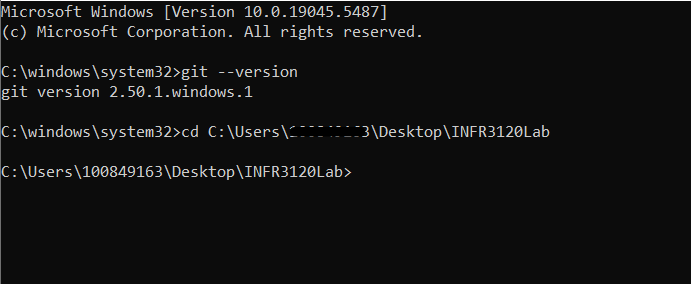 Microsoft Windows [Version 10.0.19045.5487]
(c) Microsoft Corporation. All rights reserved.
C:\windows\system32>git --version
git version 2.50.1.windows.1
C:\windows\system32>cd C:\Users\3\Desktop\INFR3120Lab
C:\Users\100849163\Desktop\INFR3120Lab>